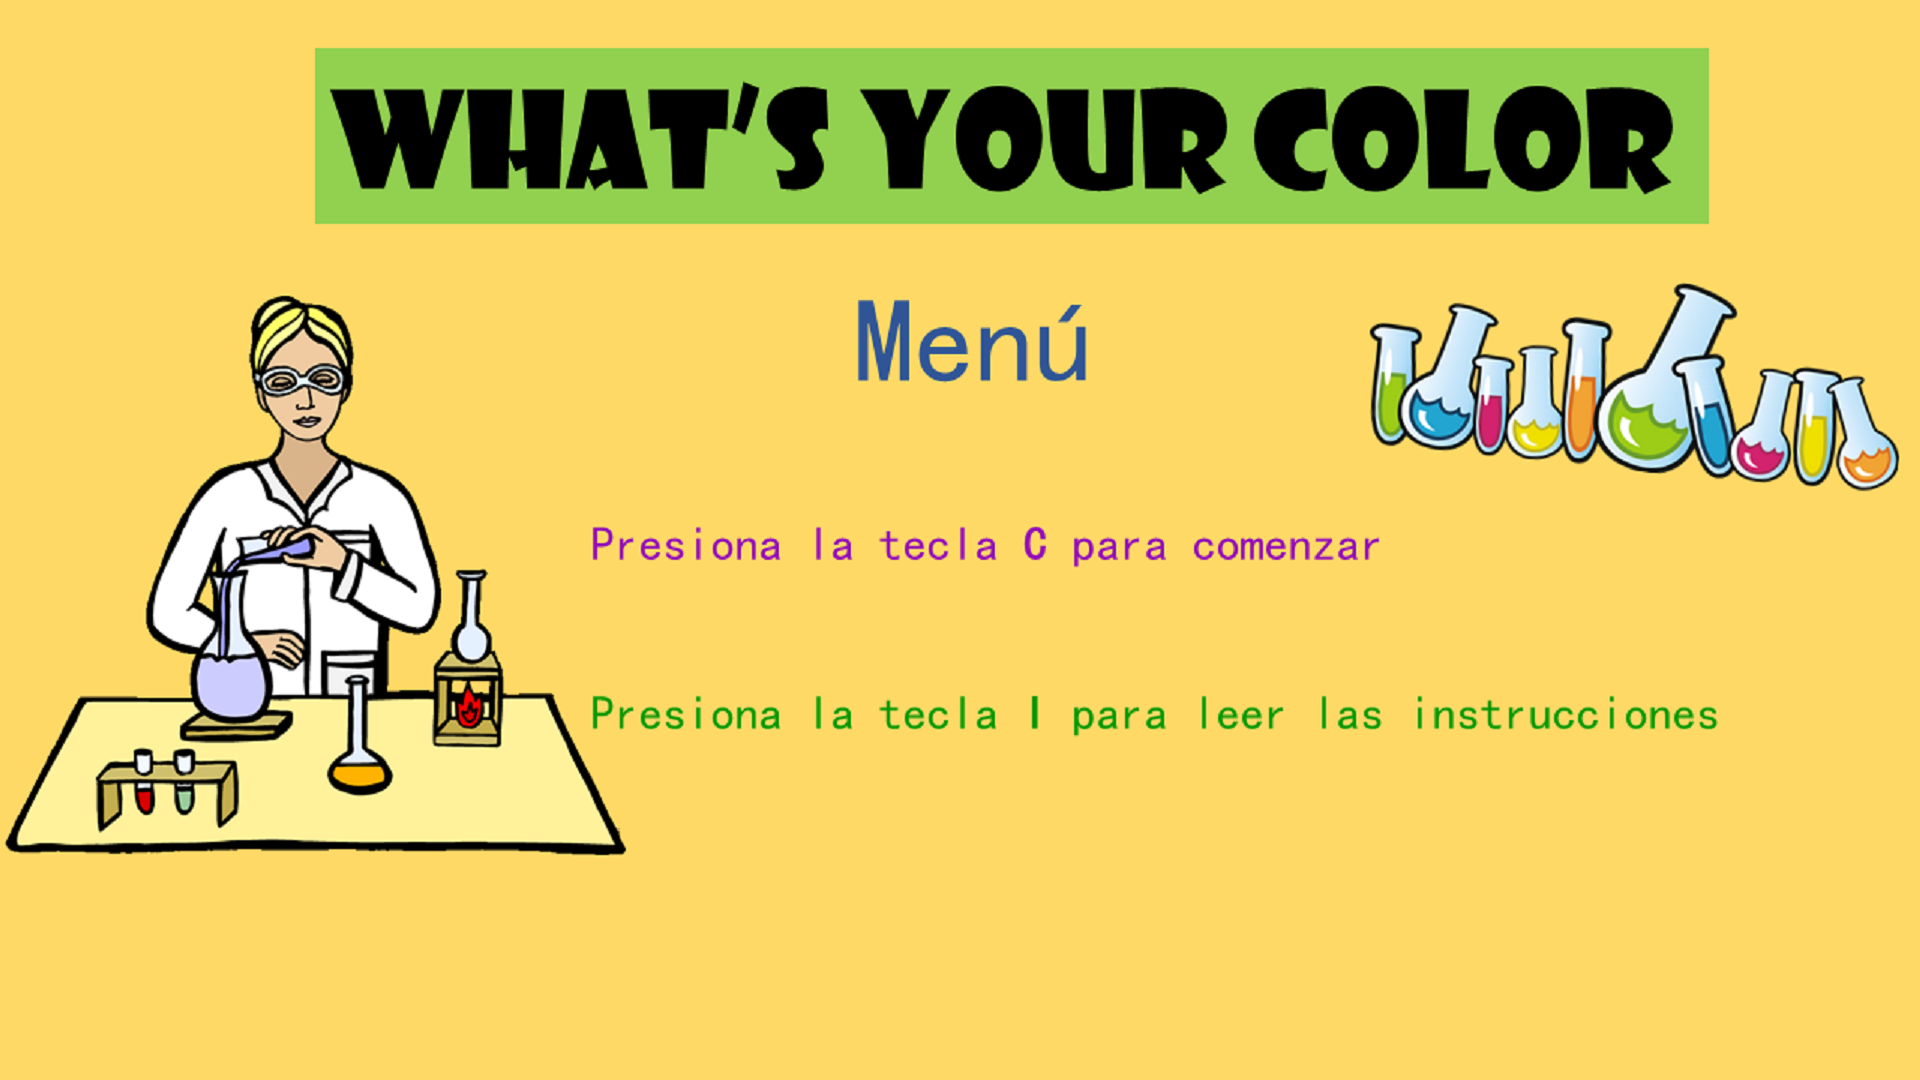 WHAT'S YOUR COLOR
Menú
Presiona la tecla C para comenzar
Presiona la tecla I para leer las instrucciones